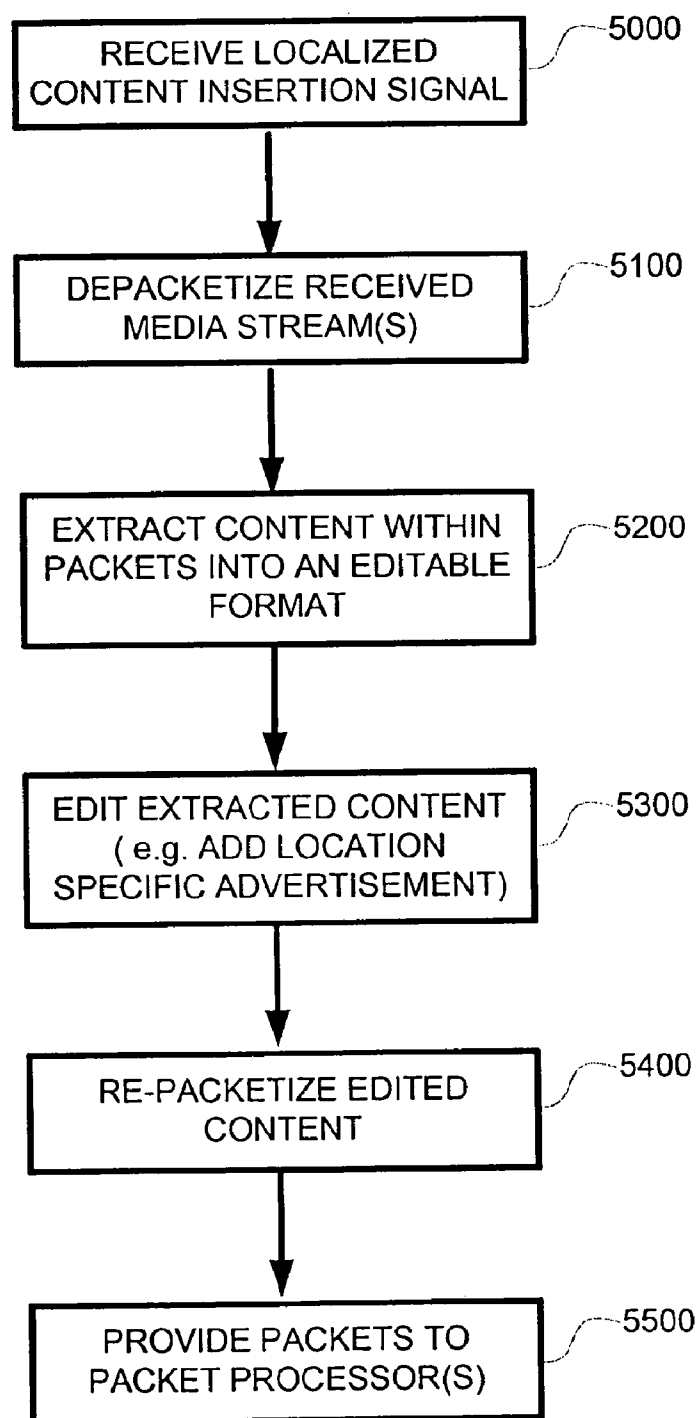 RECEIVE LOCALIZED
CONTENT INSERTION SIGNAL
5000
DEPACKETIZE RECEIVED
MEDIA STREAM(S)
5100
EXTRACT CONTENT WITHIN
PACKETS INTO AN EDITABLE
FORMAT
5200
EDIT EXTRACTED CONTENT
( e.g. ADD LOCATION
SPECIFIC ADVERTISEMENT)
5300
RE-PACKETIZE EDITED
CONTENT
5400
PROVIDE PACKETS TO
PACKET PROCESSOR(S)
5500